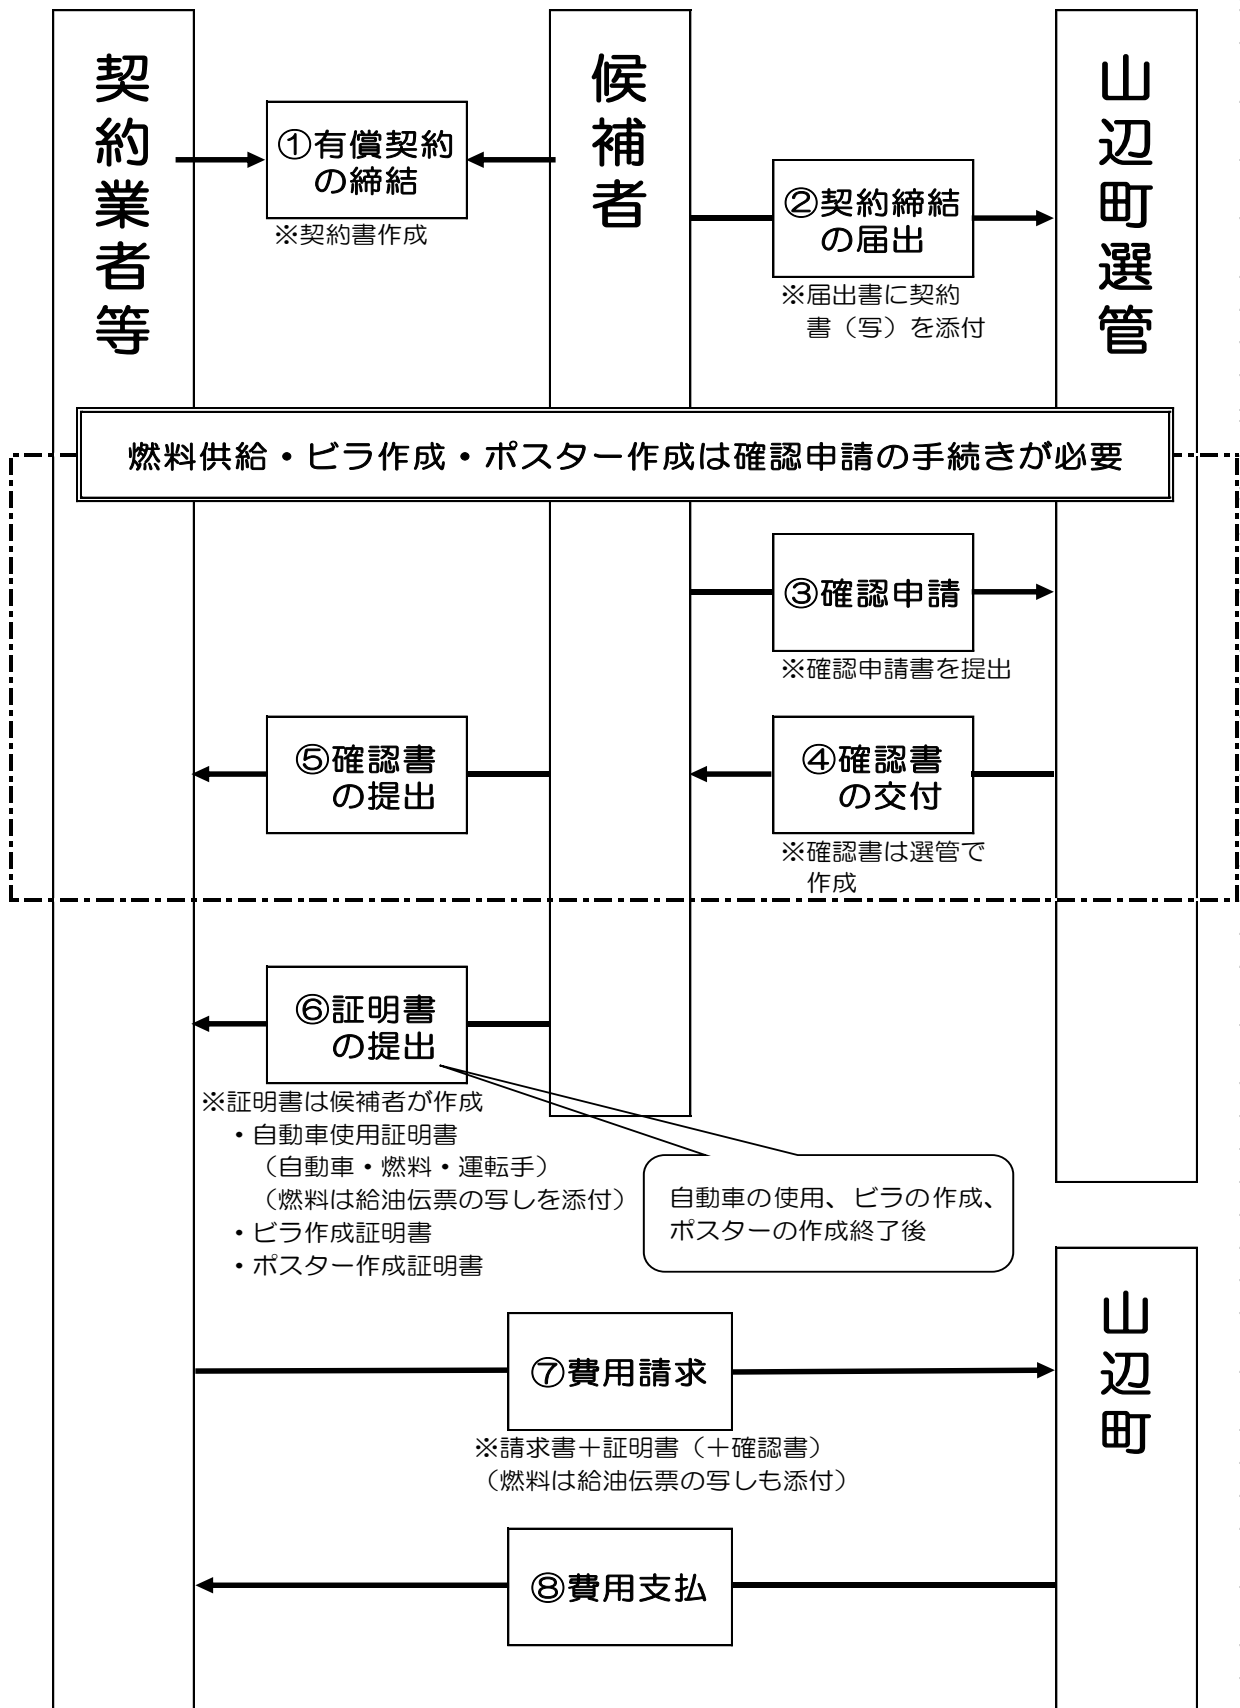 契約業者等
候補者
山辺町選管
①有償契約
の締結
※契約書作成
②契約締結
の届出
※届出書に契約
書（写）を添付
燃料供給・ビラ作成・ポスター作成は確認申請の手続きが必要
③確認申請
※確認申請書を提出
④確認書
の交付
※確認書は選管で
作成
⑤確認書
の提出
⑥証明書
の提出
※証明書は候補者が作成
・自動車使用証明書
（自動車・燃料・運転手）
（燃料は給油伝票の写しを添付）
・ビラ作成証明書
・ポスター作成証明書
自動車の使用、ビラの作成、
ポスターの作成終了後
山辺町
⑦費用請求
※請求書＋証明書（＋確認書）
（燃料は給油伝票の写しも添付）
⑧費用支払